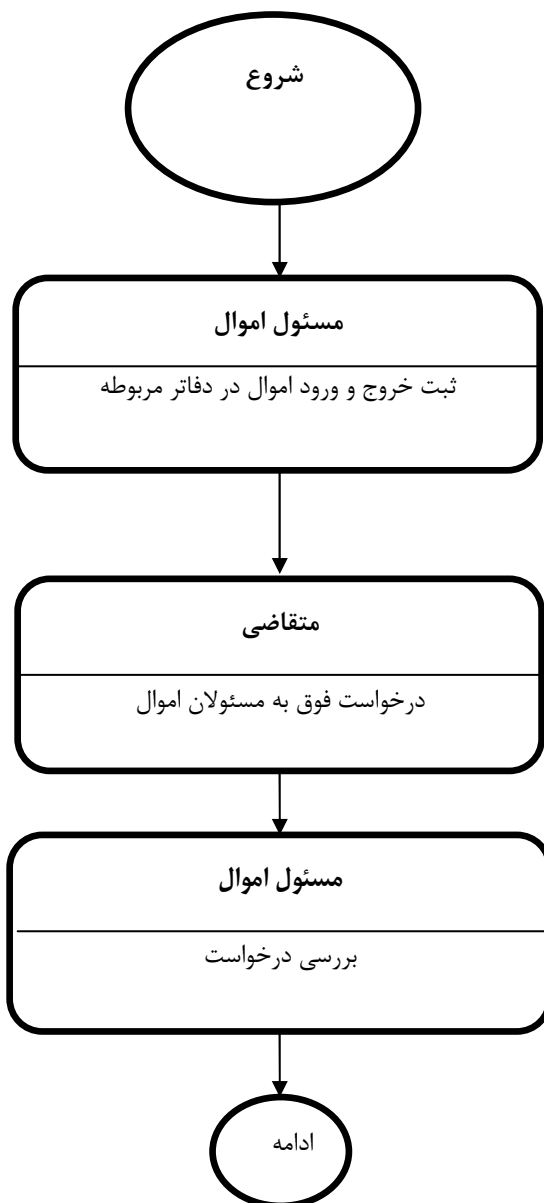 شروع
مسئول اموال
ثبت خروج و ورود اموال در دفاتر مربوطه
متقاضی
درخواست فوق به مسئولان اموال
مسئول اموال
بررسی درخواست
ادامه